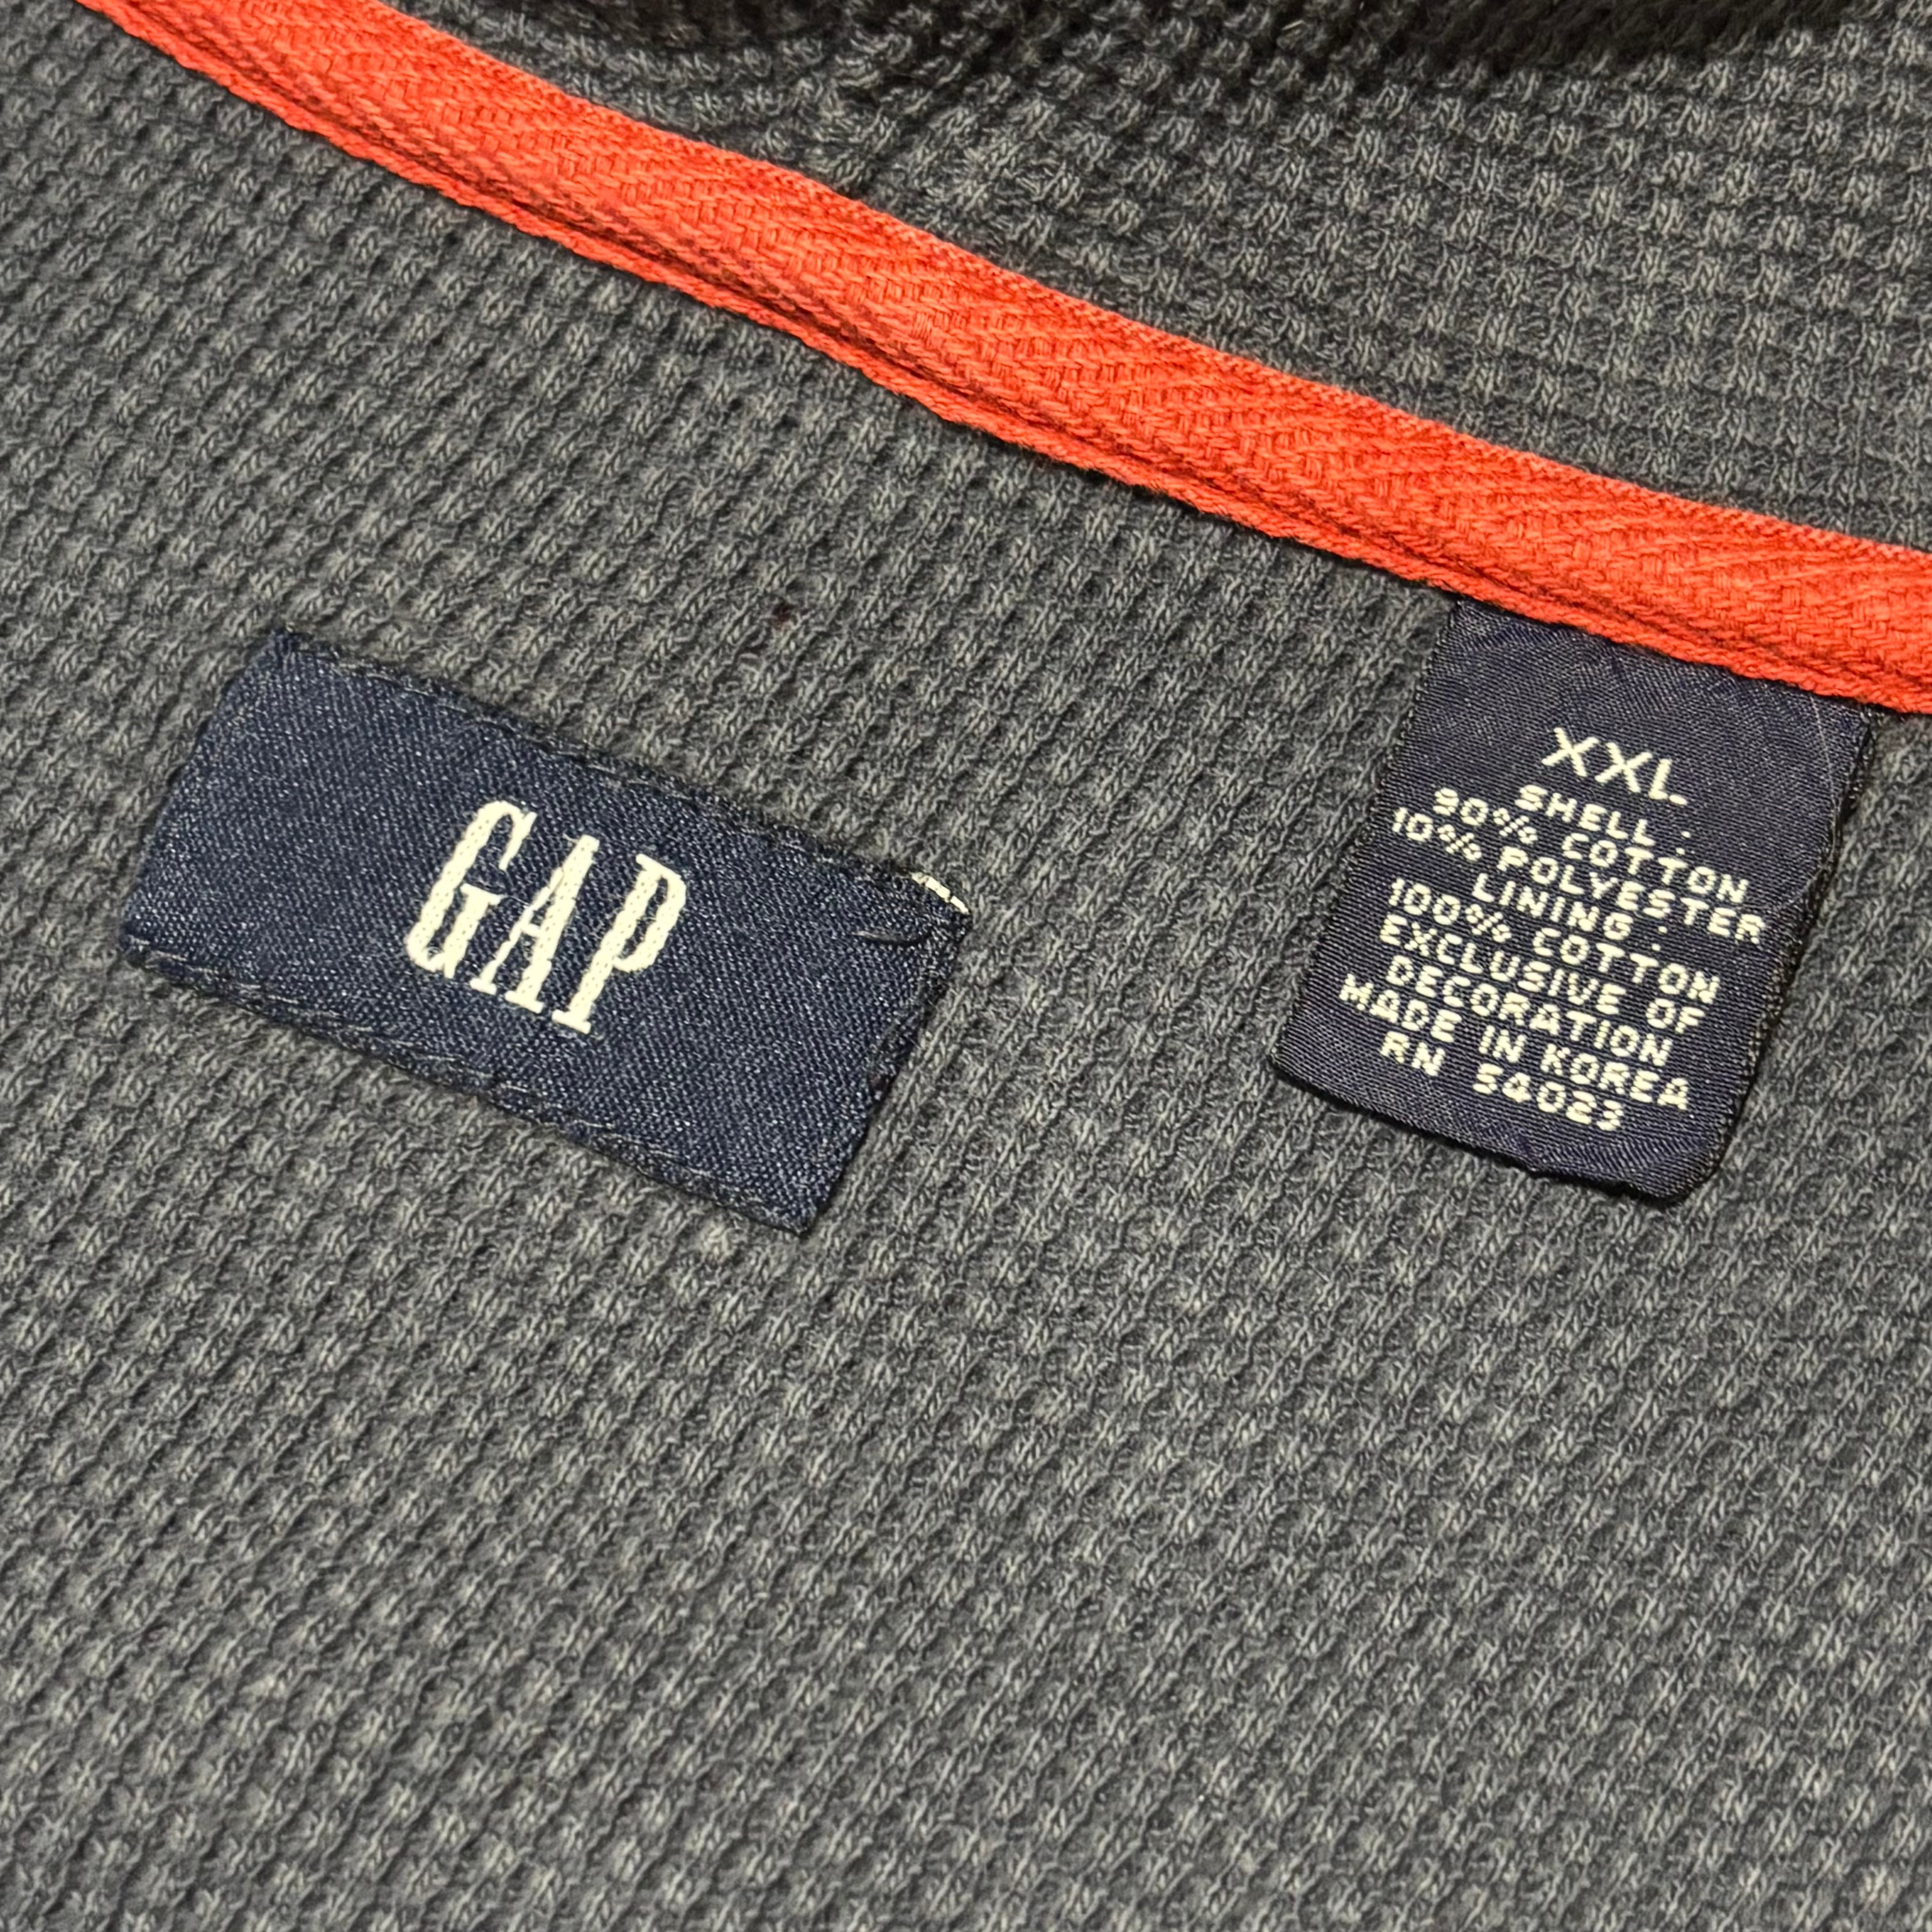 GAP
XXL
SHELL :
90% COTTON
10% POLYESTER
LINING :
100% COTTON
EXCLUSIVE OF
DECORATION
MADE IN KOREA
RN 54023